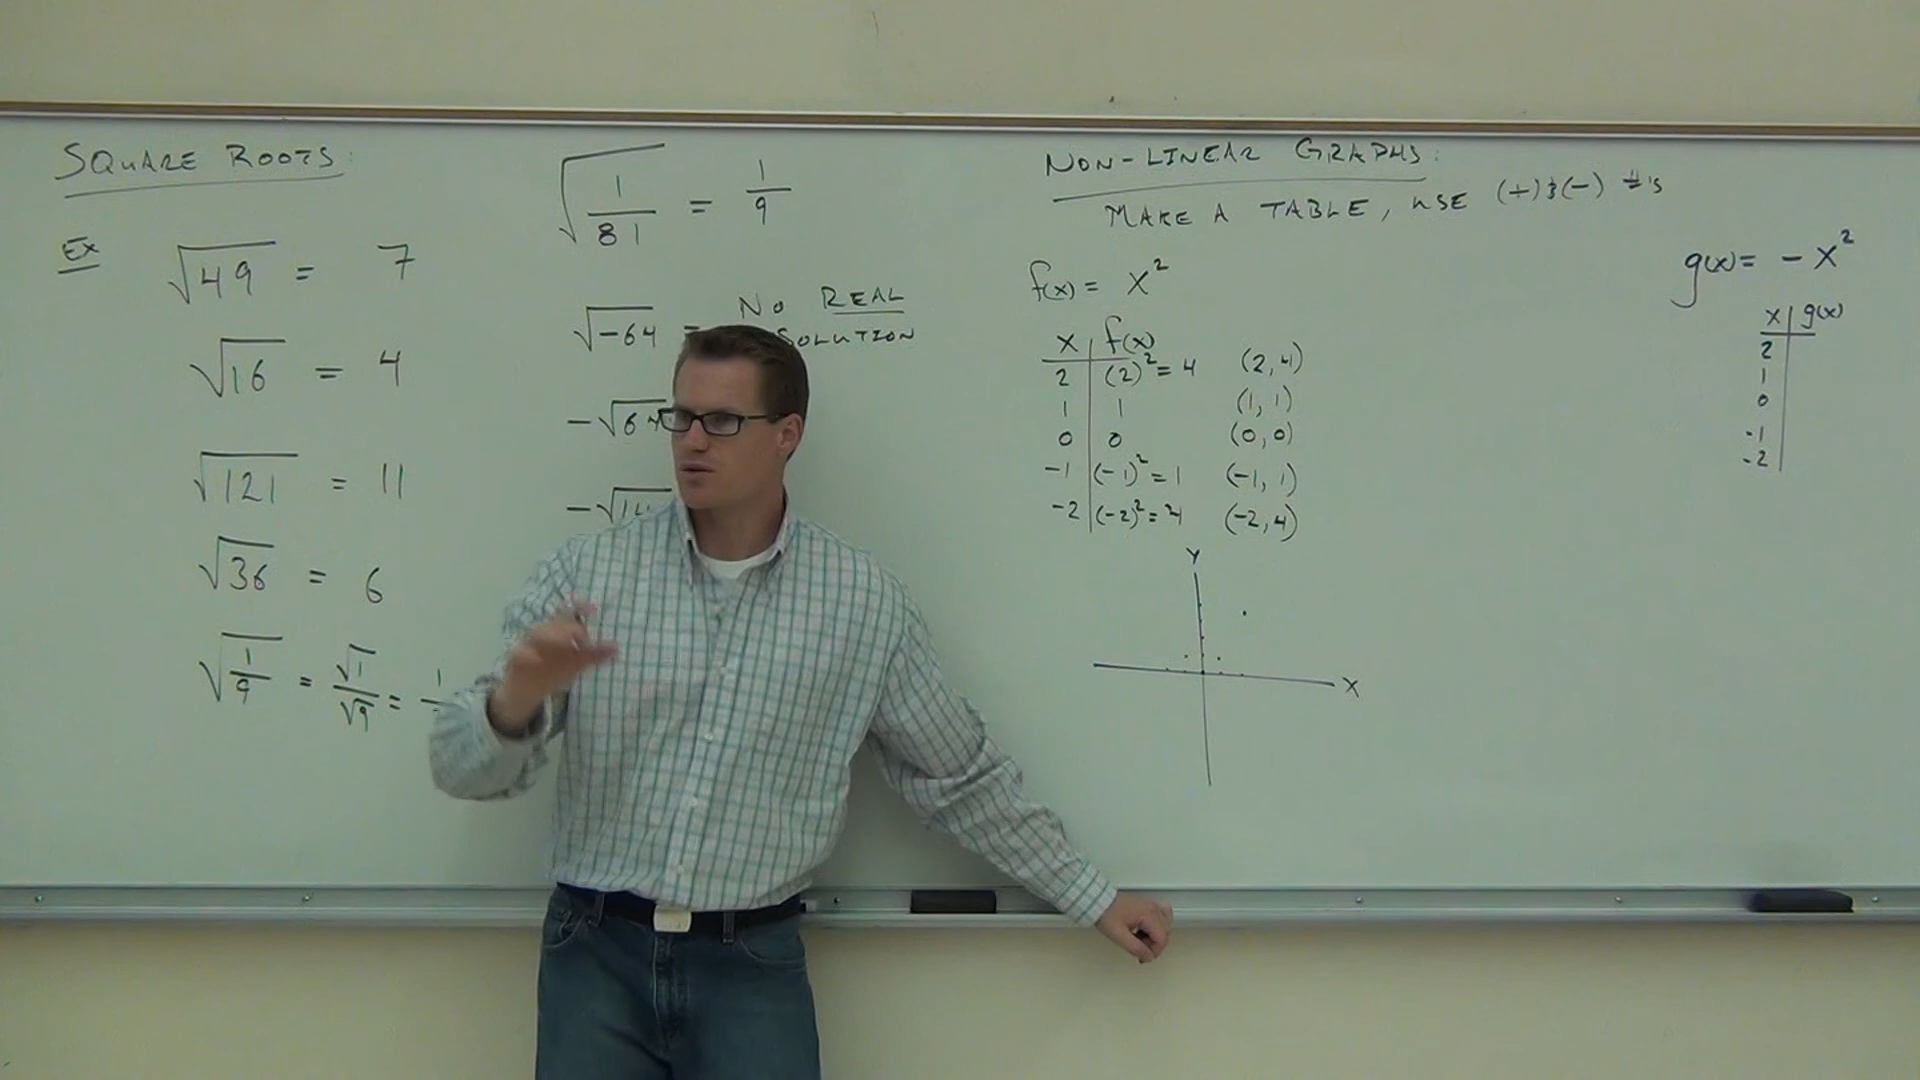 SQUARE ROOTS:
Ex √49 = 7
√16 = 4
√121 = 11
√36 = 6
√(1/9) = √1/√9 = 1
√(1/81) = 1/9
√-64 = NO REAL SOLUTION
-√64
NON-LINEAR GRAPHS:
MAKE A TABLE, USE (+)&(-) #'s
f(x) = x²
x | f(x)
2 | (2)² = 4 (2, 4)
1 | 1 (1, 1)
0 | 0 (0, 0)
-1 | (-1)² = 1 (-1, 1)
-2 | (-2)² = 4 (-2, 4)
Y
X
g(x) = -x²
x | g(x)
2
1
0
-1
-2